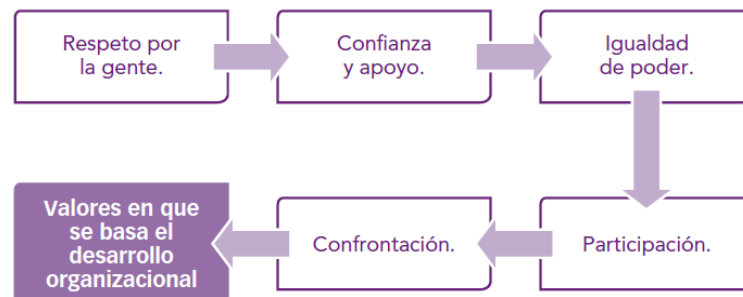 Respeto por
la gente.
Confianza
y apoyo.
Igualdad
de poder.
Valores en que
se basa el
desarrollo
organizacional
Confrontación.
Participación.